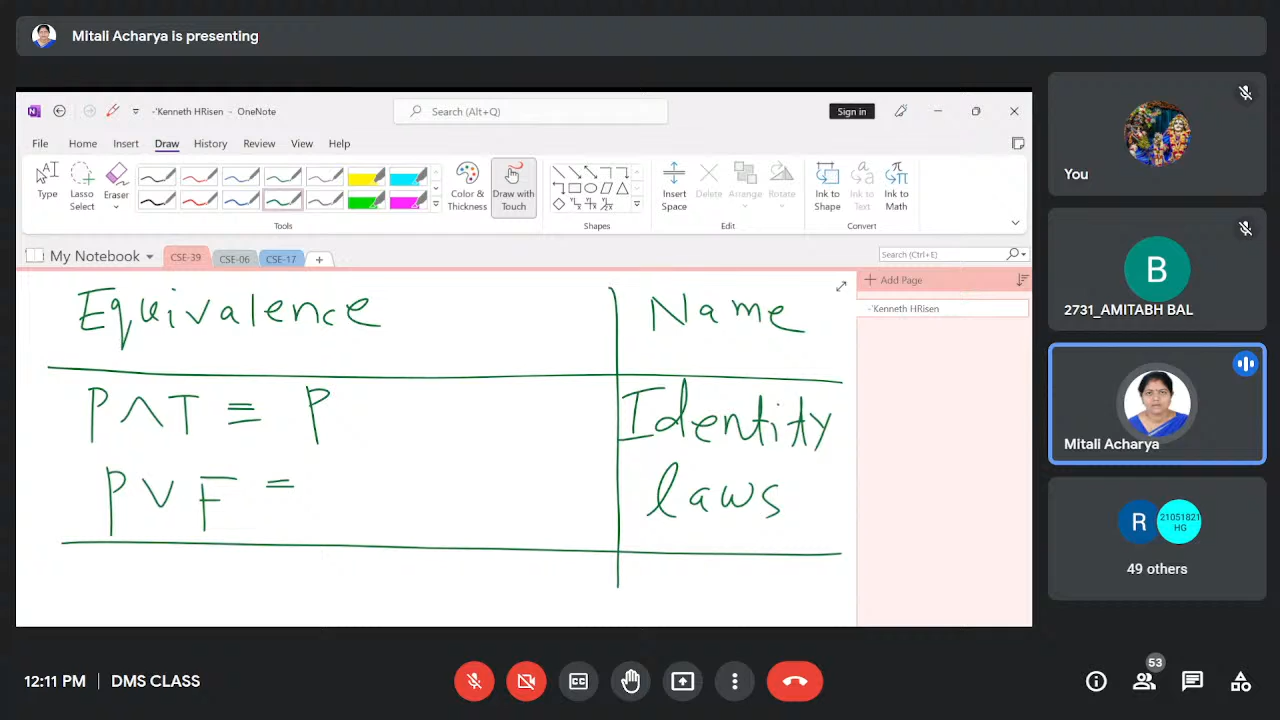 Mitali Acharya is presenting
-'Kenneth HRisen - OneNote
Search (Alt+Q)
Sign in
File Home Insert Draw History Review View Help
Type
Lasso Select
Eraser
Color & Thickness
Draw with Touch
Insert Space
Delete
Arrange
Rotate
Ink to Shape
Ink to Text
Ink to Math
Tools
Shapes
Edit
Convert
My Notebook
CSE-39
CSE-06
CSE-17
Search (Ctrl+E)
Add Page
-'Kenneth HRisen
Equivalence Name
P ∧ T ≡ P Identity
P ∨ F = laws
You
B
2731_AMITABH BAL
Mitali Acharya
R
21051821 HG
49 others
12:11 PM | DMS CLASS
CC
53